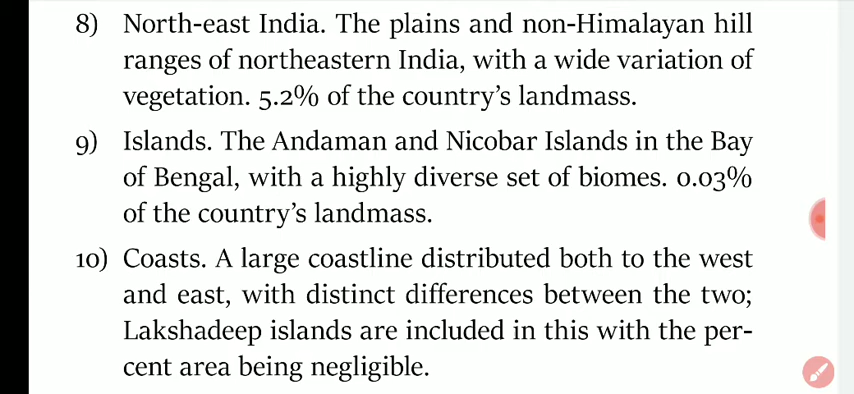 8) North-east India. The plains and non-Himalayan hill
ranges of northeastern India, with a wide variation of
vegetation. 5.2% of the country's landmass.
9) Islands. The Andaman and Nicobar Islands in the Bay
of Bengal, with a highly diverse set of biomes. 0.03%
of the country's landmass.
10) Coasts. A large coastline distributed both to the west
and east, with distinct differences between the two;
Lakshadeep islands are included in this with the per-
cent area being negligible.